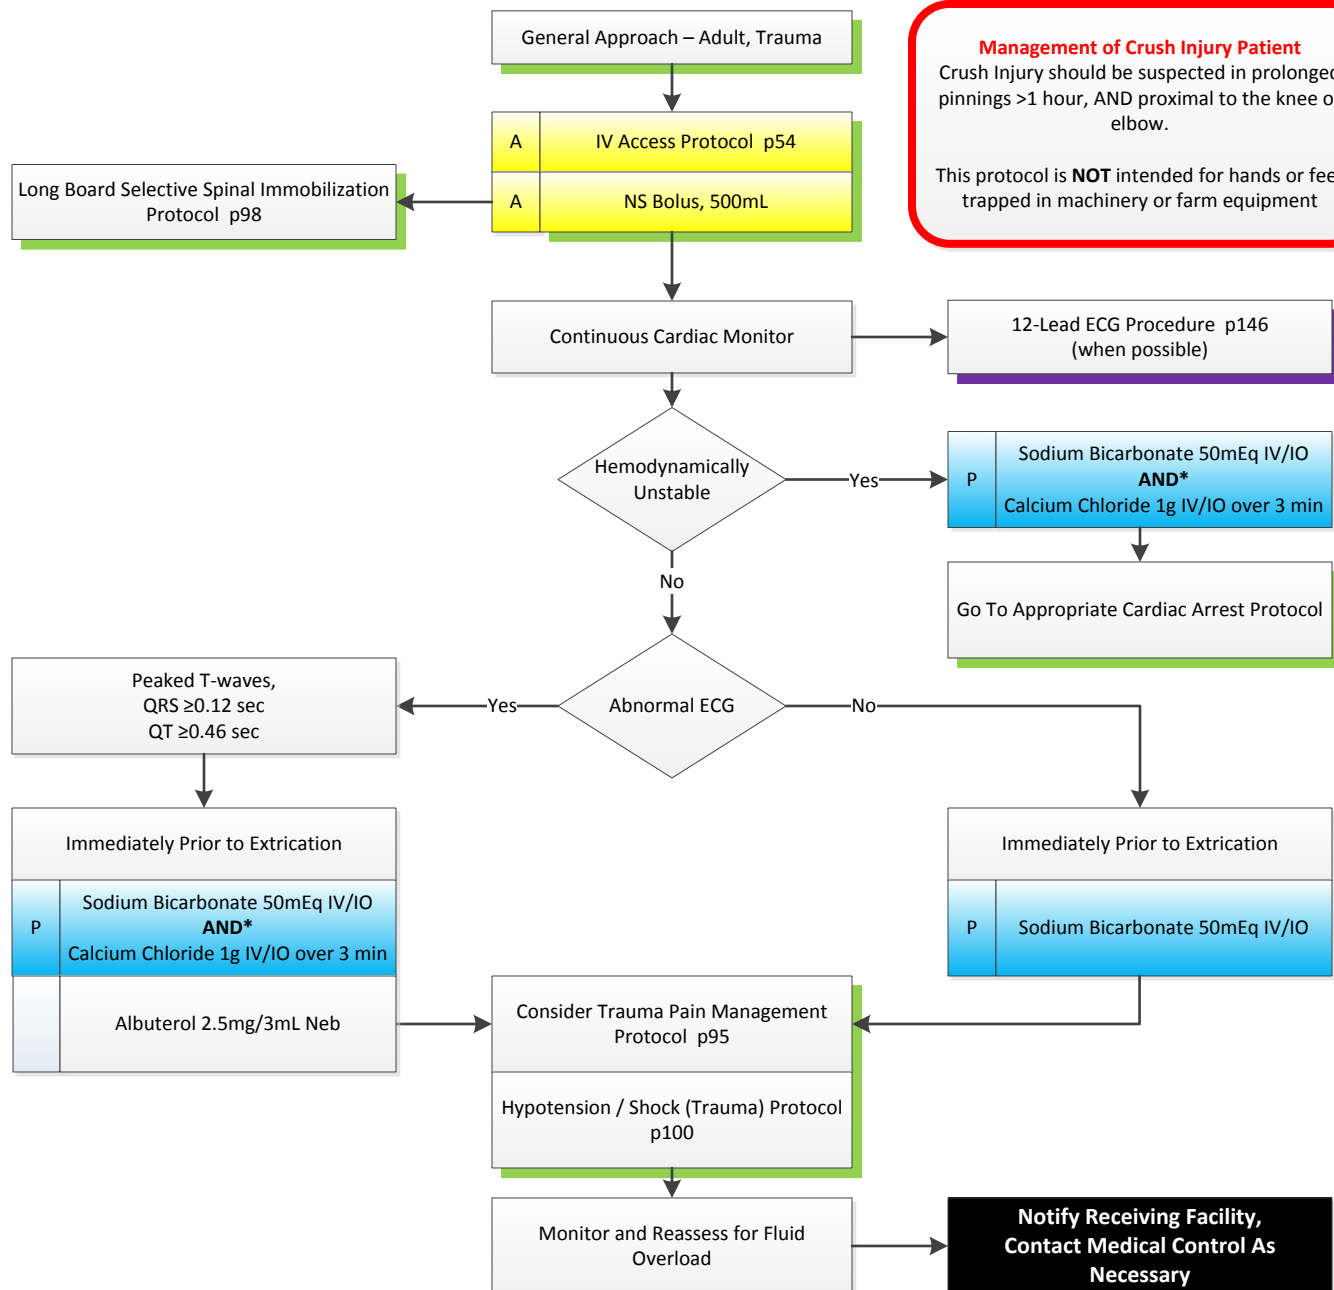 General Approach – Adult, Trauma
Management of Crush Injury Patient
Crush Injury should be suspected in prolonged
pinnings >1 hour, AND proximal to the knee o
elbow.
This protocol is NOT intended for hands or fee
trapped in machinery or farm equipment
A IV Access Protocol p54
A NS Bolus, 500mL
Long Board Selective Spinal Immobilization
Protocol p98
Continuous Cardiac Monitor
12-Lead ECG Procedure p146
(when possible)
Hemodynamically
Unstable
Yes
P
Sodium Bicarbonate 50mEq IV/IO
AND*
Calcium Chloride 1g IV/IO over 3 min
No
Go To Appropriate Cardiac Arrest Protocol
Abnormal ECG
Yes
No
Peaked T-waves,
QRS ≥0.12 sec
QT ≥0.46 sec
Immediately Prior to Extrication
P
Sodium Bicarbonate 50mEq IV/IO
AND*
Calcium Chloride 1g IV/IO over 3 min
Albuterol 2.5mg/3mL Neb
Immediately Prior to Extrication
P Sodium Bicarbonate 50mEq IV/IO
Consider Trauma Pain Management
Protocol p95
Hypotension / Shock (Trauma) Protocol
p100
Monitor and Reassess for Fluid
Overload
Notify Receiving Facility,
Contact Medical Control As
Necessary